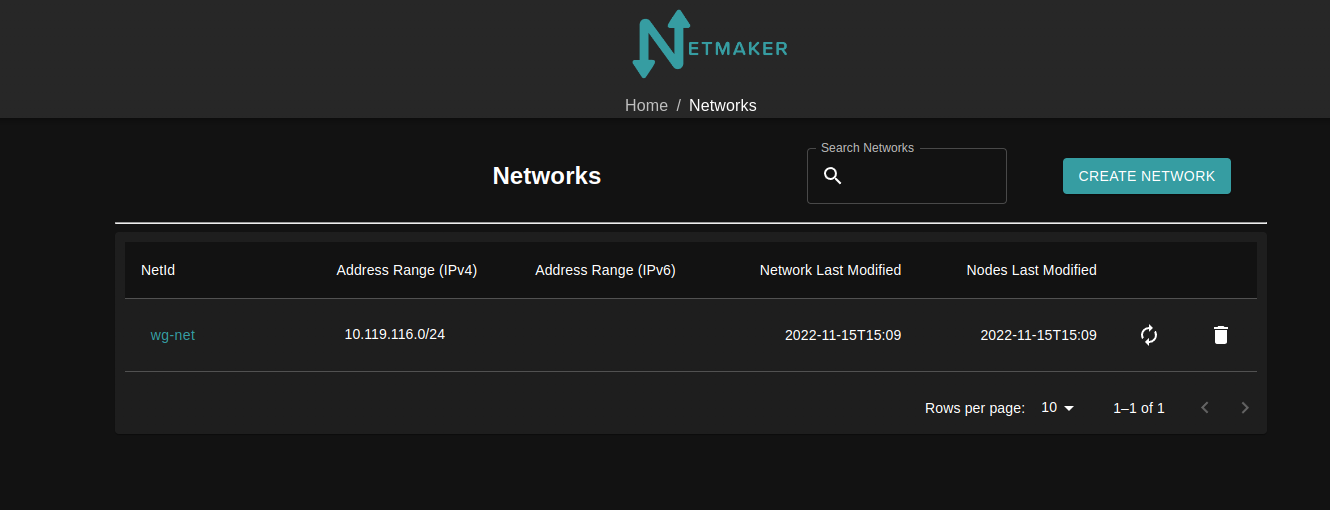 NETMAKER
Home / Networks
Search Networks
Networks
CREATE NETWORK
NetId Address Range (IPv4) Address Range (IPv6) Network Last Modified Nodes Last Modified
wg-net 10.119.116.0/24 2022-11-15T15:09 2022-11-15T15:09
Rows per page: 10 1–1 of 1